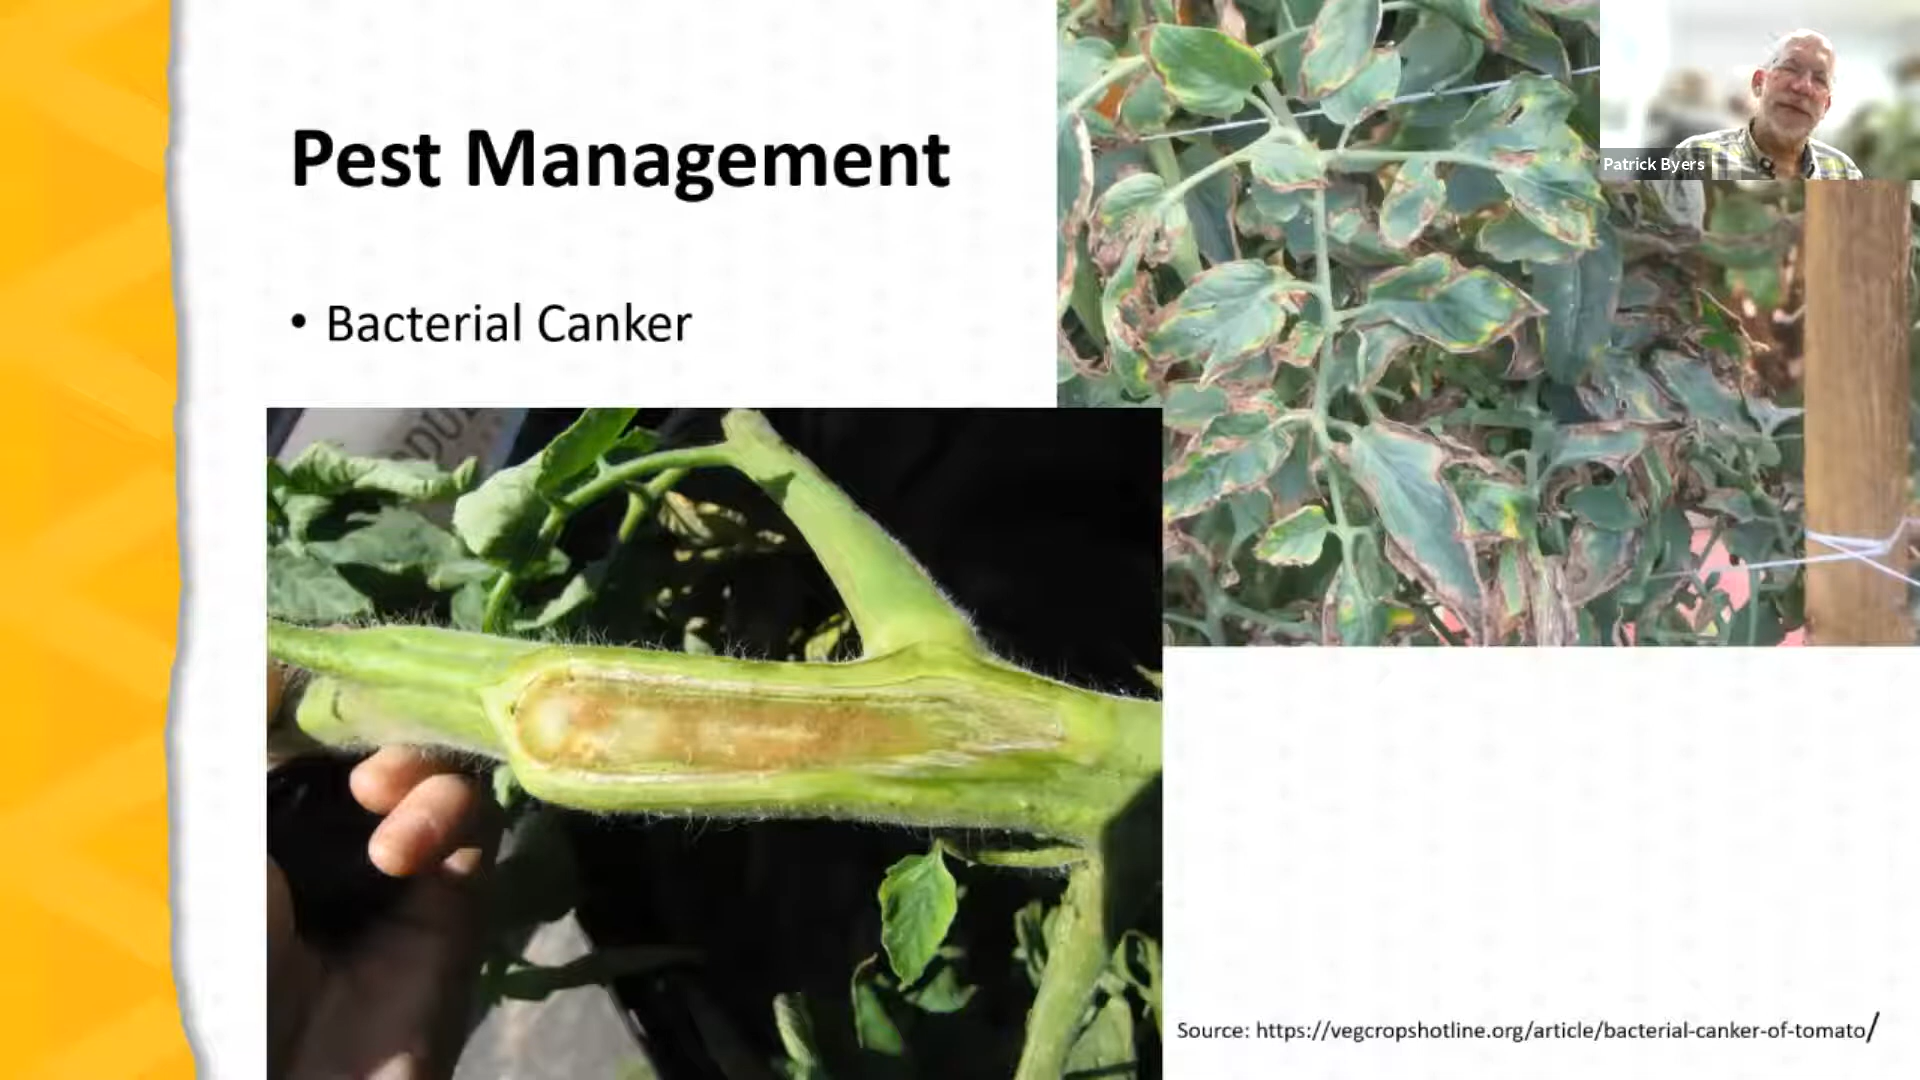 Pest Management
Patrick Byers
• Bacterial Canker
Source: https://vegcropshotline.org/article/bacterial-canker-of-tomato/